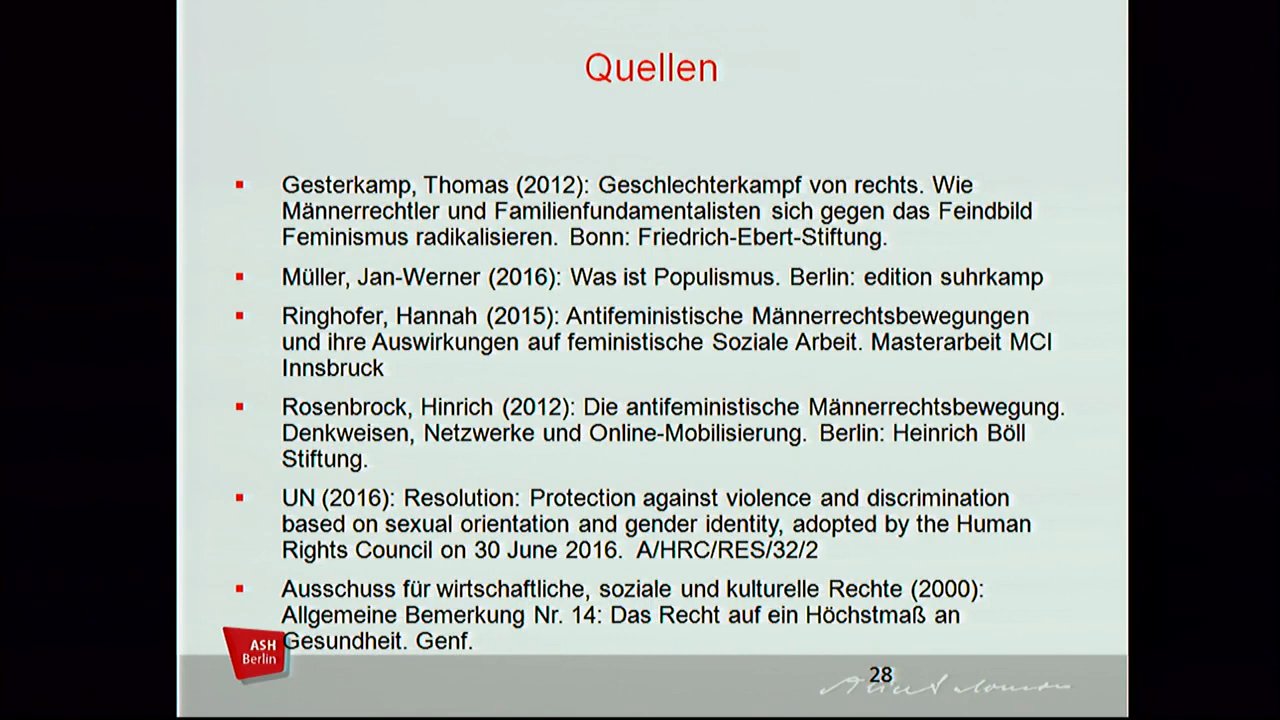 Quellen
▪ Gesterkamp, Thomas (2012): Geschlechterkampf von rechts. Wie
Männerrechtler und Familienfundamentalisten sich gegen das Feindbild
Feminismus radikalisieren. Bonn: Friedrich-Ebert-Stiftung.
▪ Müller, Jan-Werner (2016): Was ist Populismus. Berlin: edition suhrkamp
▪ Ringhofer, Hannah (2015): Antifeministische Männerrechtsbewegungen
und ihre Auswirkungen auf feministische Soziale Arbeit. Masterarbeit MCI
Innsbruck
▪ Rosenbrock, Hinrich (2012): Die antifeministische Männerrechtsbewegung.
Denkweisen, Netzwerke und Online-Mobilisierung. Berlin: Heinrich Böll
Stiftung.
▪ UN (2016): Resolution: Protection against violence and discrimination
based on sexual orientation and gender identity, adopted by the Human
Rights Council on 30 June 2016. A/HRC/RES/32/2
▪ Ausschuss für wirtschaftliche, soziale und kulturelle Rechte (2000):
Allgemeine Bemerkung Nr. 14: Das Recht auf ein Höchstmaß an
Gesundheit. Genf.
ASH
Berlin
28